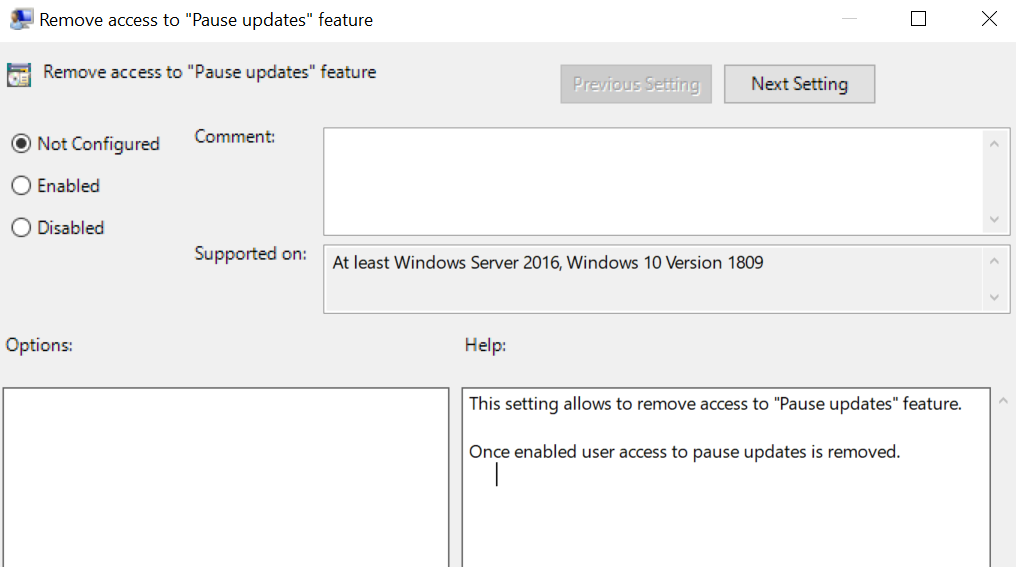 Remove access to "Pause updates" feature
Remove access to "Pause updates" feature
Previous Setting
Next Setting
Not Configured
Comment:
Enabled
Disabled
Supported on:
At least Windows Server 2016, Windows 10 Version 1809
Options:
Help:
This setting allows to remove access to "Pause updates" feature.
Once enabled user access to pause updates is removed.